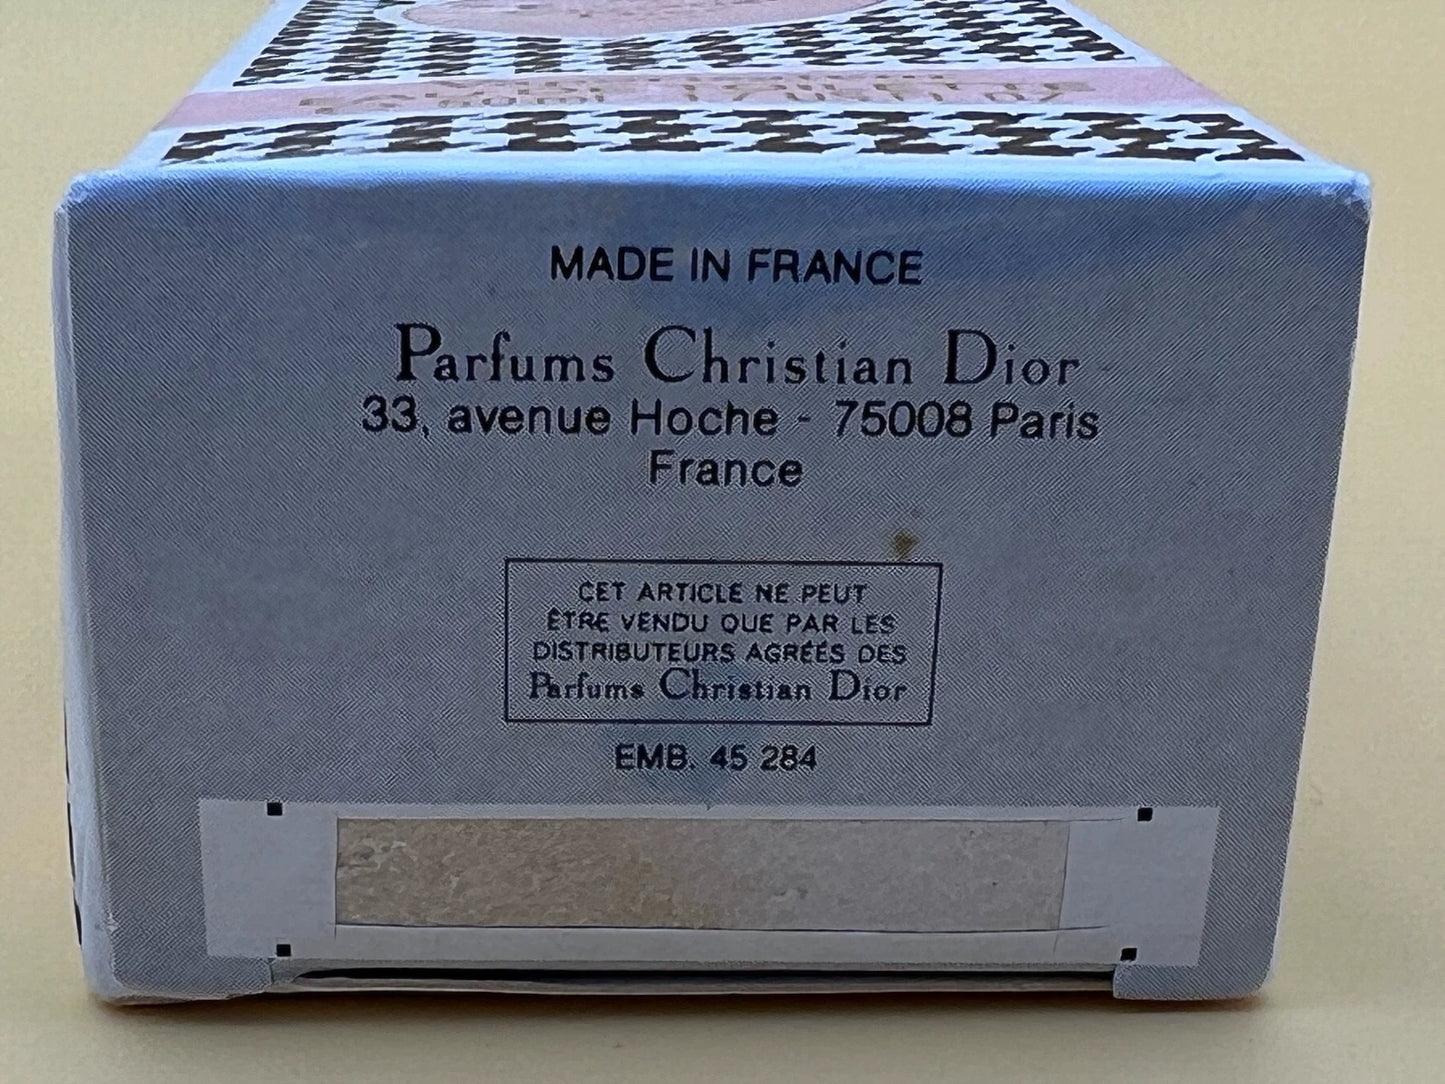 MADE IN FRANCE
Parfums Christian Dior
33, avenue Hoche - 75008 Paris
France
CET ARTICLE NE PEUT
ÊTRE VENDU QUE PAR LES
DISTRIBUTEURS AGRÉÉS DES
Parfums Christian Dior
EMB. 45 284